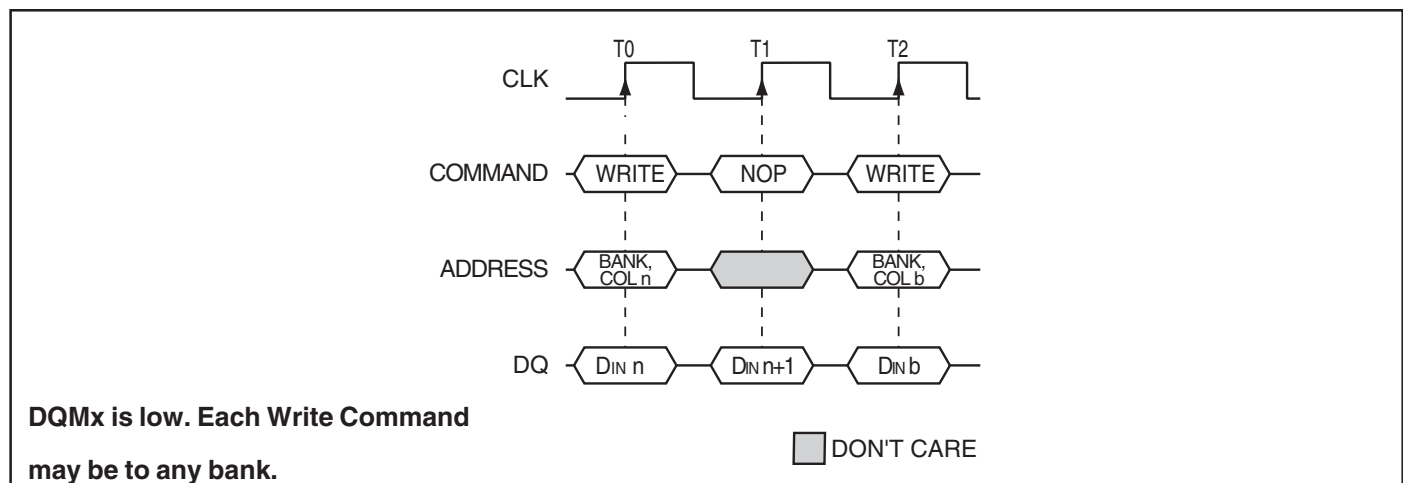 T0 T1 T2
CLK
COMMAND WRITE NOP WRITE
ADDRESS BANK, COL n BANK, COL b
DQ DIN n DIN n+1 DIN b
DQMx is low. Each Write Command
may be to any bank.
DON'T CARE